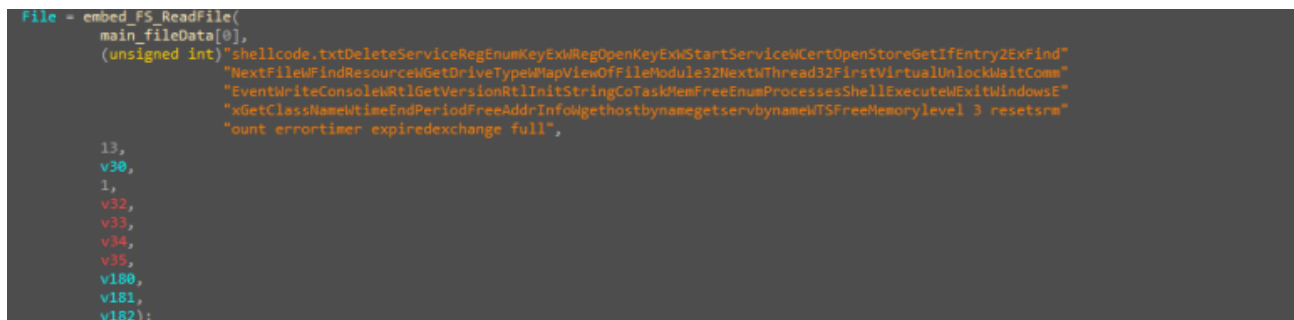 File = embed_FS_ReadFile(
main_fileData[0],
(unsigned int)"shellcode.txtDeleteServiceRegEnumKeyExWRegOpenKeyExWStartServiceWCertOpenStoreGetIfEntry2ExFind"
"NextFileWFindResourceWGetDriveTypeWMapViewOfFileModule32NextWThread32FirstVirtualUnlockWaitComm"
"EventWriteConsoleWRtlGetVersionRtlInitStringCoTaskMemFreeEnumProcessesShellExecuteWExitWindowsE"
"xGetClassNameWtimeEndPeriodFreeAddrInfoWgethostbynamegetservbynameWTSFreeMemorylevel 3 resetsrm"
"ount errortimer expiredexchange full",
13,
v30,
1,
v32,
v33,
v34,
v35,
v180,
v181,
v182);